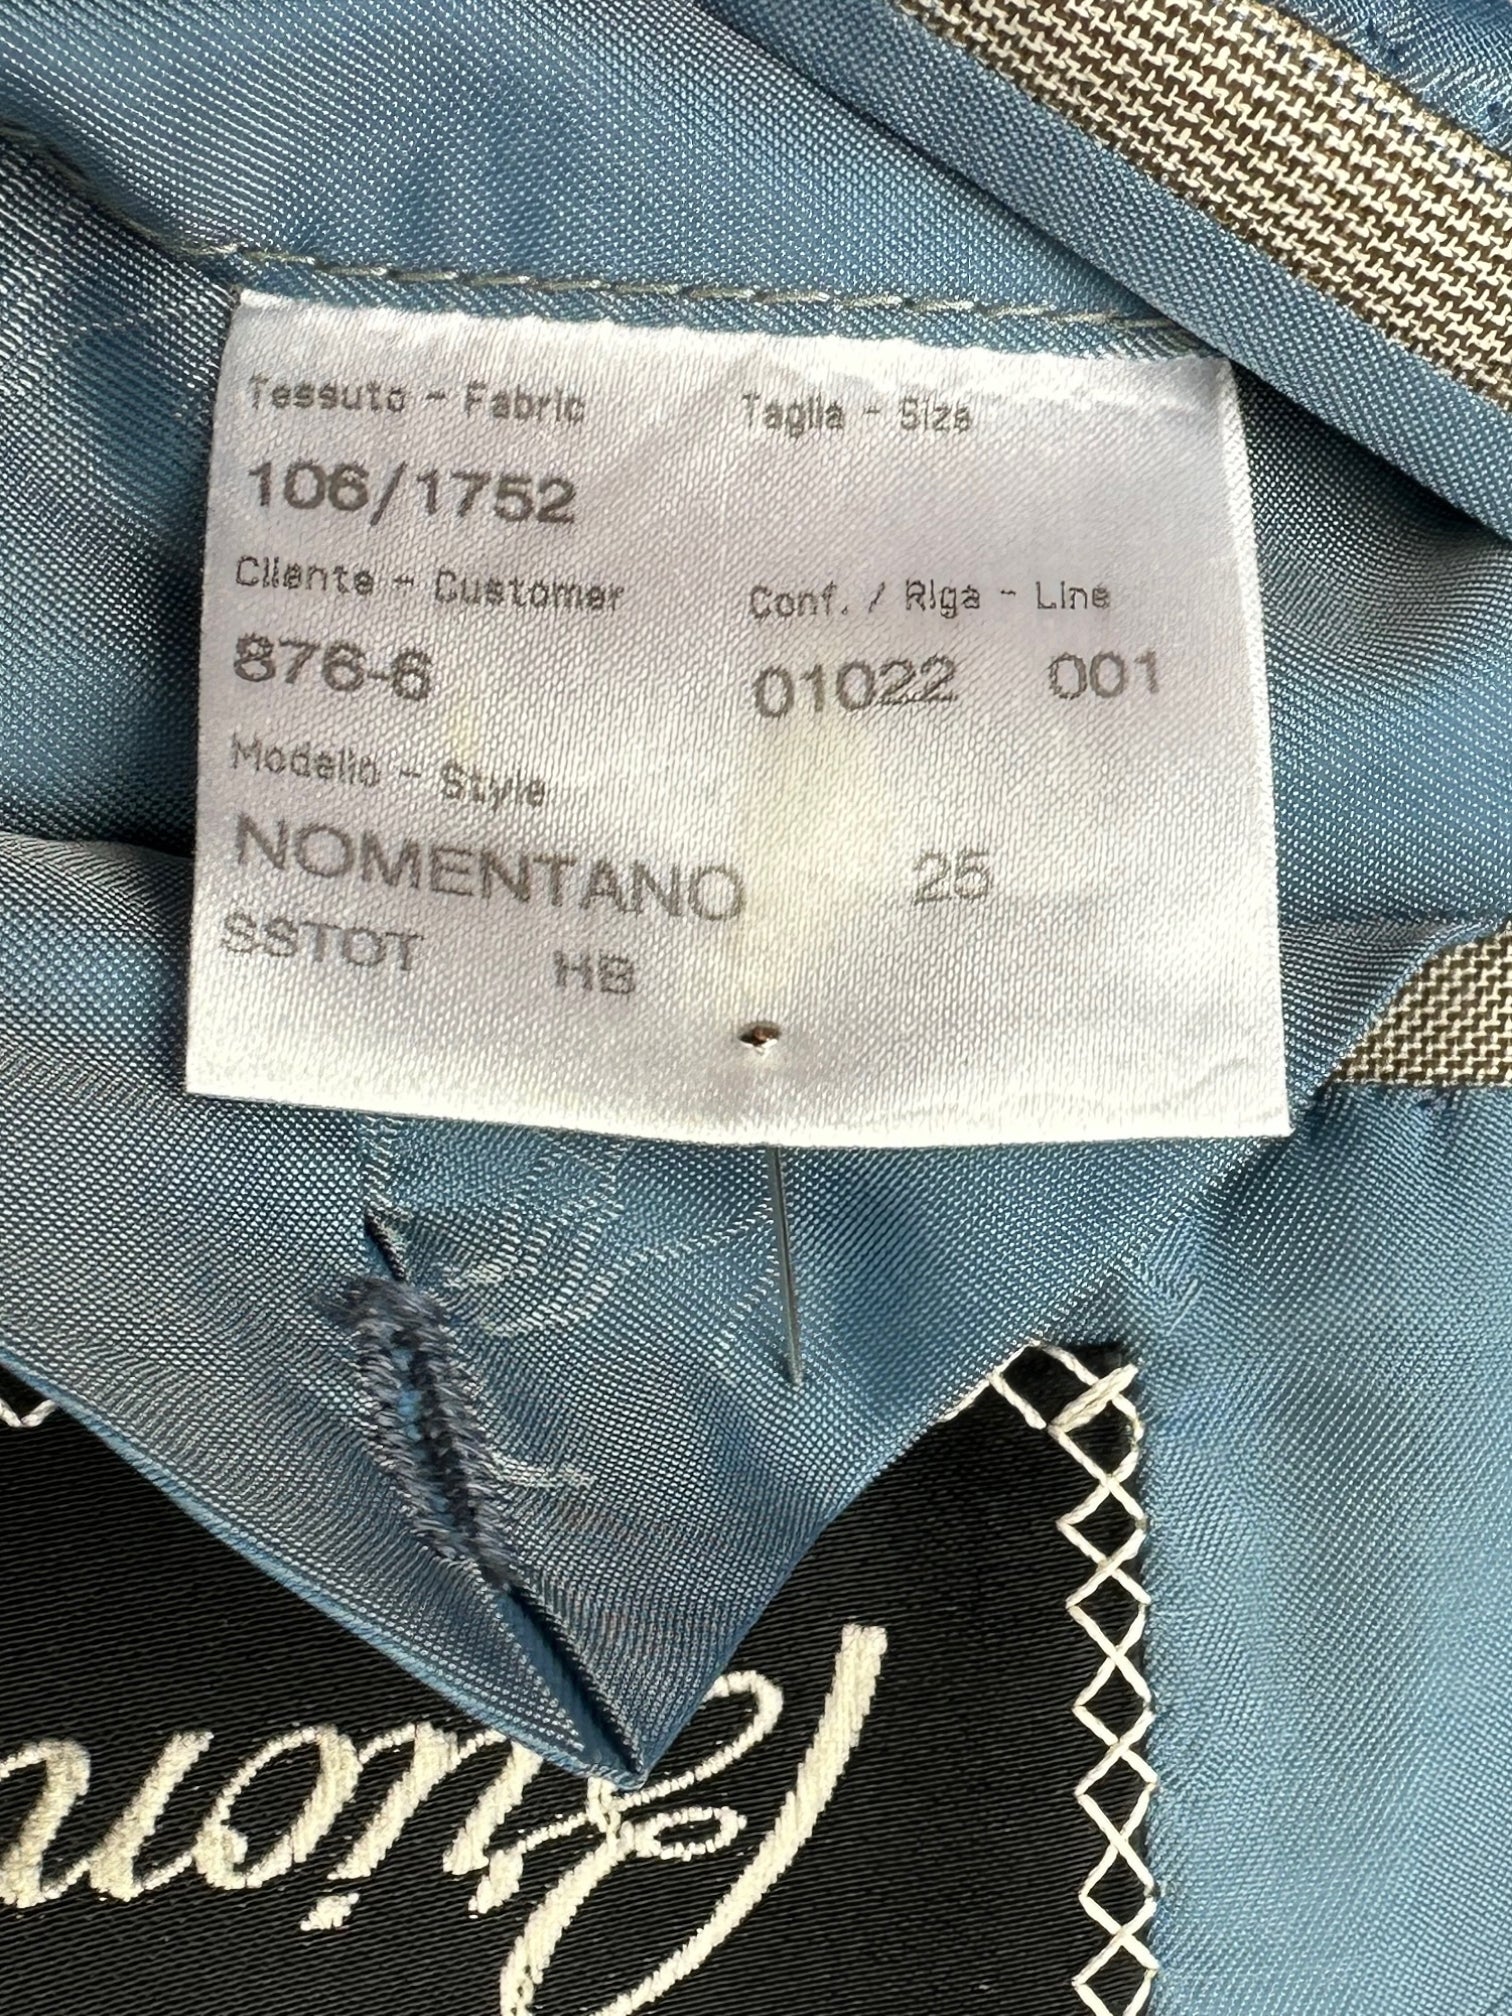 Tessuto - Fabric Taglia - Size
106/1752
Cliente - Customer Conf. / Riga - Line
876-6 01022 001
Modello - Style
NOMENTANO 25
SSTOT HB